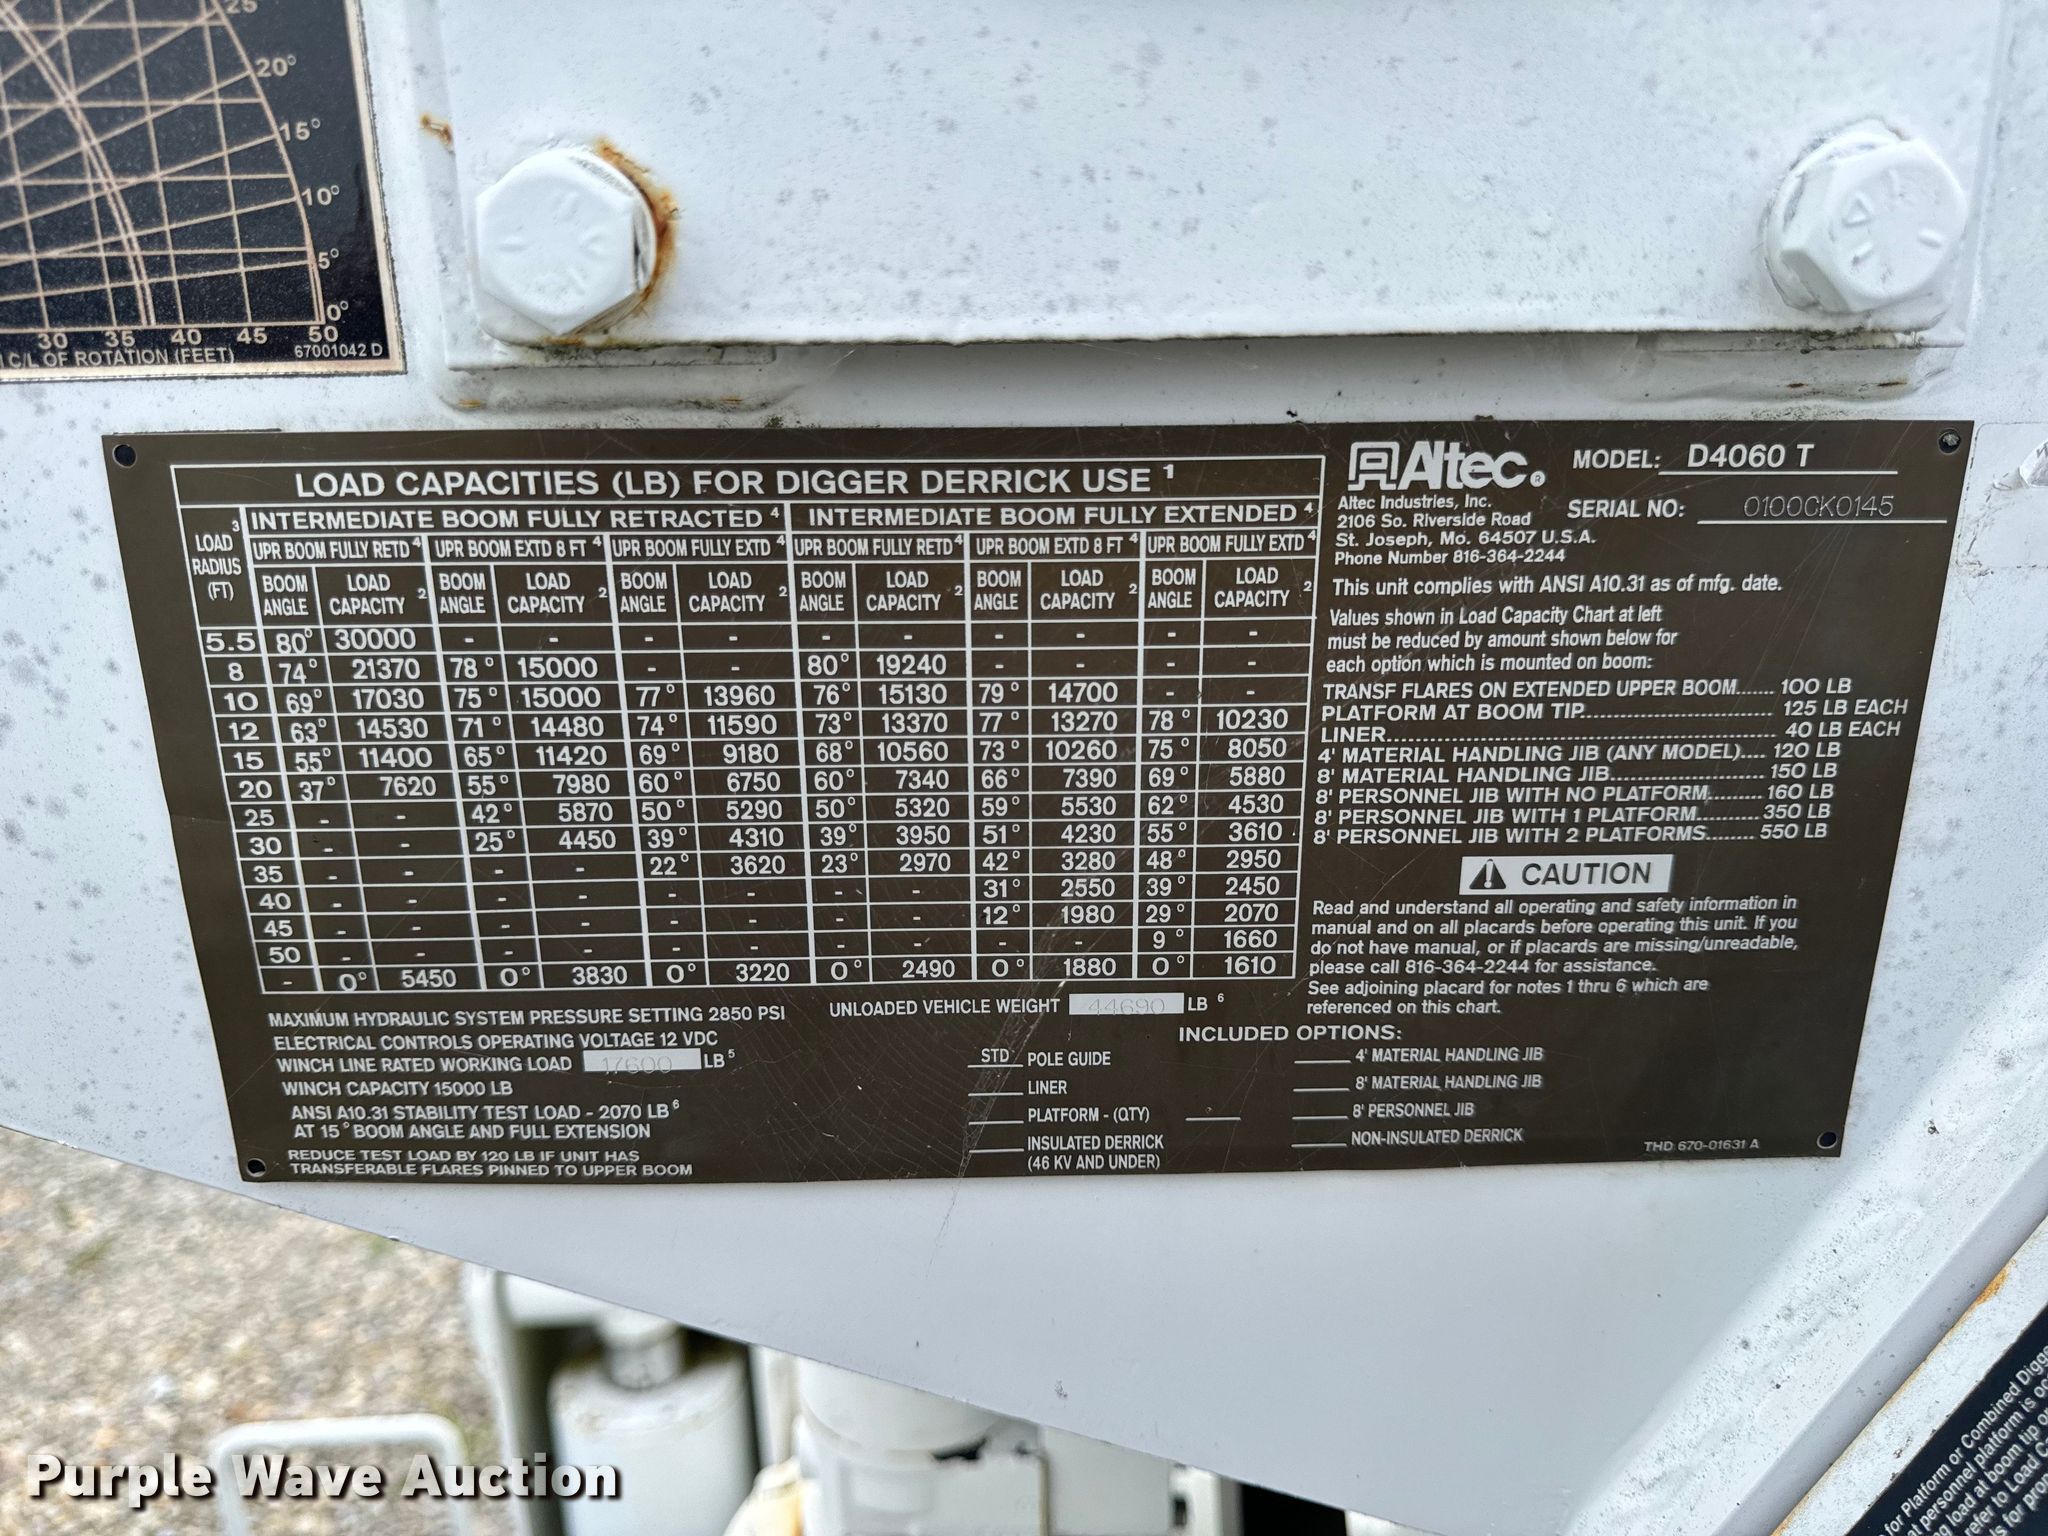 25
20°
15°
10°
5°
0°
30 35 40 45 50
C/L OF ROTATION (FEET) 67001042 D
LOAD CAPACITIES (LB) FOR DIGGER DERRICK USE 1
LOAD RADIUS (FT) 3
INTERMEDIATE BOOM FULLY RETRACTED 4 INTERMEDIATE BOOM FULLY EXTENDED 4
UPR BOOM FULLY RETD 4 UPR BOOM EXTD 8 FT 4 UPR BOOM FULLY EXTD 4 UPR BOOM FULLY RETD 4 UPR BOOM EXTD 8 FT 4 UPR BOOM FULLY EXTD 4
BOOM ANGLE LOAD CAPACITY 2 BOOM ANGLE LOAD CAPACITY 2 BOOM ANGLE LOAD CAPACITY 2 BOOM ANGLE LOAD CAPACITY 2 BOOM ANGLE LOAD CAPACITY 2 BOOM ANGLE LOAD CAPACITY 2
5.5 80° 30000 - - - - - - - - - -
8 74° 21370 78° 15000 - - 80° 19240 - - - -
10 69° 17030 75° 15000 77° 13960 76° 15130 79° 14700 - -
12 63° 14530 71° 14480 74° 11590 73° 13370 77° 13270 78° 10230
15 55° 11400 65° 11420 69° 9180 68° 10560 73° 10260 75° 8050
20 37° 7620 55° 7980 60° 6750 60° 7340 66° 7390 69° 5880
25 - - 42° 5870 50° 5290 50° 5320 59° 5530 62° 4530
30 - - 25° 4450 39° 4310 39° 3950 51° 4230 55° 3610
35 - - - - 22° 3620 23° 2970 42° 3280 48° 2950
40 - - - - - - - - 31° 2550 39° 2450
45 - - - - - - - - 12° 1980 29° 2070
50 - - - - - - - - - - 9° 1660
- 0° 5450 0° 3830 0° 3220 0° 2490 0° 1880 0° 1610
MAXIMUM HYDRAULIC SYSTEM PRESSURE SETTING 2850 PSI
ELECTRICAL CONTROLS OPERATING VOLTAGE 12 VDC
WINCH LINE RATED WORKING LOAD 17600 LB 5
WINCH CAPACITY 15000 LB
ANSI A10.31 STABILITY TEST LOAD - 2070 LB 6
AT 15° BOOM ANGLE AND FULL EXTENSION
REDUCE TEST LOAD BY 120 LB IF UNIT HAS
TRANSFERABLE FLARES PINNED TO UPPER BOOM
UNLOADED VEHICLE WEIGHT 44690 LB 6
INCLUDED OPTIONS:
STD POLE GUIDE
LINER
PLATFORM - (QTY)
INSULATED DERRICK
(46 KV AND UNDER)
4' MATERIAL HANDLING JIB
8' MATERIAL HANDLING JIB
8' PERSONNEL JIB
NON-INSULATED DERRICK
THD 670-01631 A
Altec®
Altec Industries, Inc.
2106 So. Riverside Road
St. Joseph, Mo. 64507 U.S.A.
Phone Number 816-364-2244
MODEL: D4060 T
SERIAL NO: 0100CK0145
This unit complies with ANSI A10.31 as of mfg. date.
Values shown in Load Capacity Chart at left
must be reduced by amount shown below for
each option which is mounted on boom:
TRANSF FLARES ON EXTENDED UPPER BOOM....... 100 LB
PLATFORM AT BOOM TIP............................ 125 LB EACH
LINER......................................................... 40 LB EACH
4' MATERIAL HANDLING JIB (ANY MODEL).... 120 LB
8' MATERIAL HANDLING JIB....................... 150 LB
8' PERSONNEL JIB WITH NO PLATFORM......... 160 LB
8' PERSONNEL JIB WITH 1 PLATFORM.......... 350 LB
8' PERSONNEL JIB WITH 2 PLATFORMS........ 550 LB
CAUTION
Read and understand all operating and safety information in
manual and on all placards before operating this unit. If you
do not have manual, or if placards are missing/unreadable,
please call 816-364-2244 for assistance.
See adjoining placard for notes 1 thru 6 which are
referenced on this chart.
for Platform or Combined Digge
personnel platform is
load at boom tip or
efer to Load
for
Purple Wave Auction